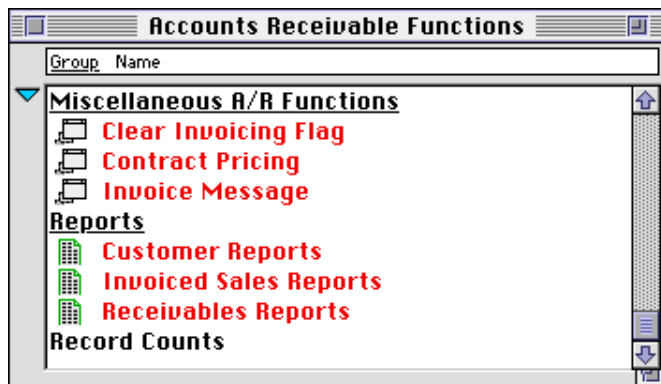 Accounts Receivable Functions
Group Name
Miscellaneous A/R Functions
Clear Invoicing Flag
Contract Pricing
Invoice Message
Reports
Customer Reports
Invoiced Sales Reports
Receivables Reports
Record Counts